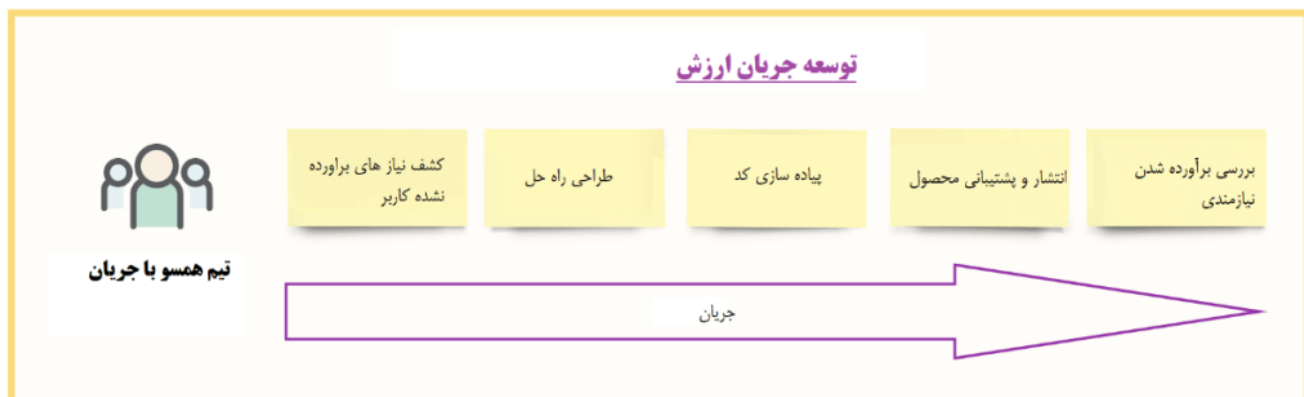 توسعه جریان ارزش
کشف نیاز های براورده
نشده کاربر
طراحی راه حل
پیاده سازی کد
انتشار و پشتیبانی محصول
بررسی برآورده شدن
نیازمندی
تیم همسو با جریان
جریان